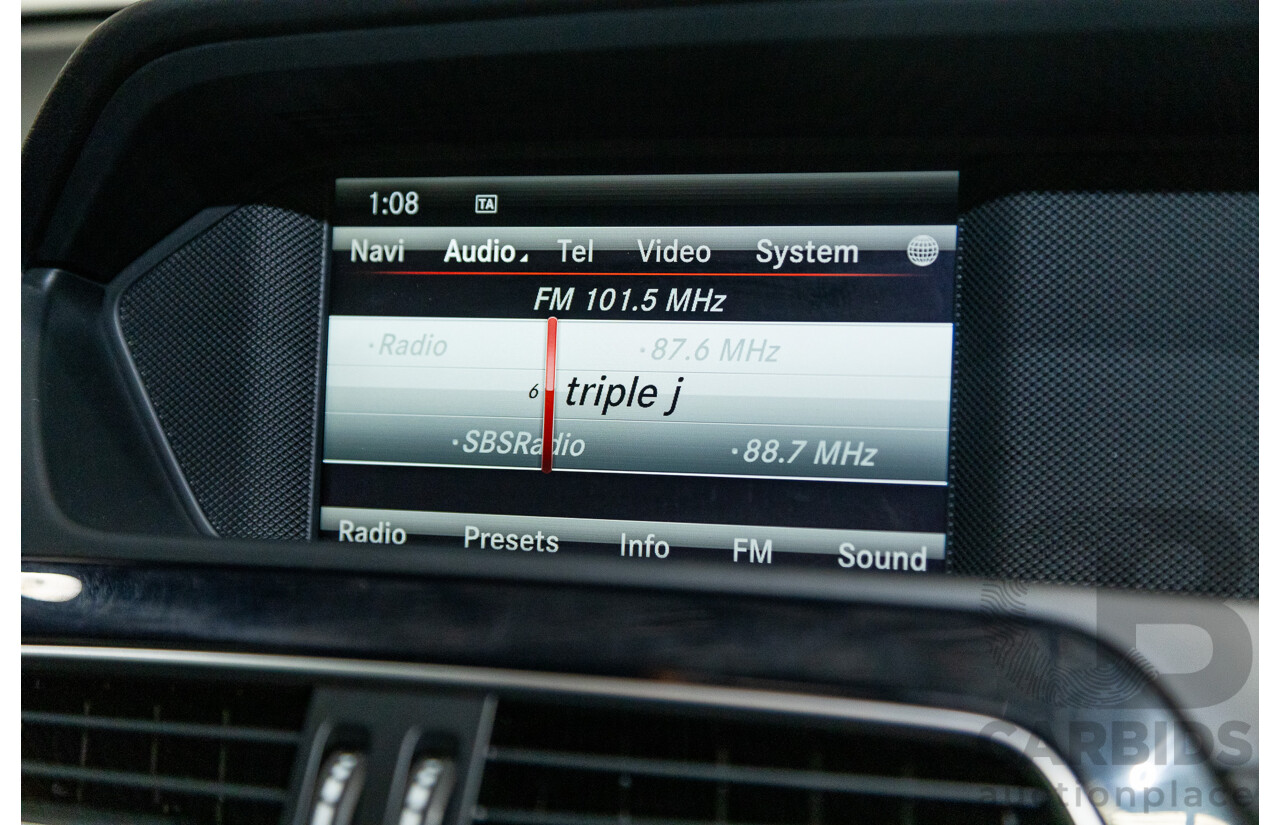 1:08 TA
Navi Audio Tel Video System
FM 101.5 MHz
·Radio ·87.6 MHz
6 triple j
·SBSRadio ·88.7 MHz
Radio Presets Info FM Sound
B
CARBIDS
auctionplace